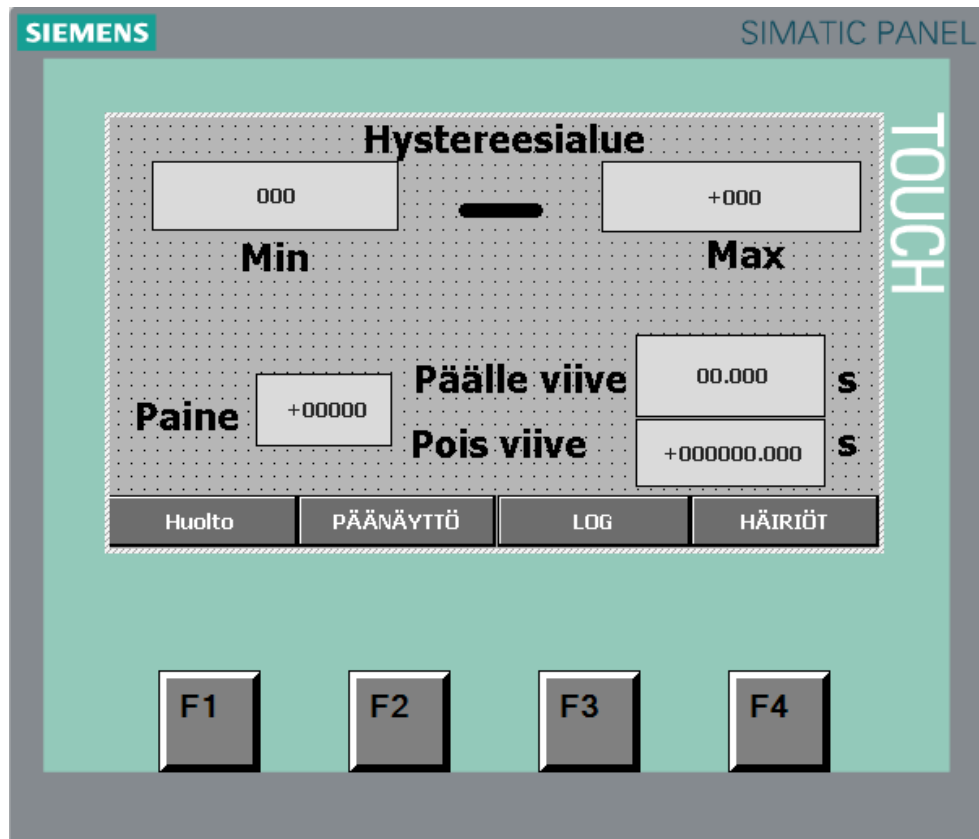 SIEMENS
SIMATIC PANEL
TOUCH
Hystereesialue
000
+000
Min
Max
Päälle viive
00.000
s
Paine
+00000
Pois viive
+000000.000
s
Huolto
PÄÄNÄYTTÖ
LOG
HÄIRIÖT
F1
F2
F3
F4